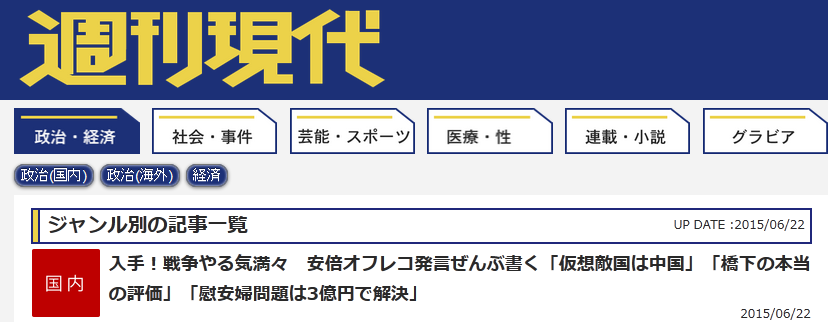 週刊現代
政治・経済 社会・事件 芸能・スポーツ 医療・性 連載・小説 グラビア
政治(国内) 政治(海外) 経済
ジャンル別の記事一覧 UP DATE :2015/06/22
国内 入手！戦争やる気満々　安倍オフレコ発言ぜんぶ書く「仮想敵国は中国」「橋下の本当
の評価」「慰安婦問題は3億円で解決」
2015/06/22